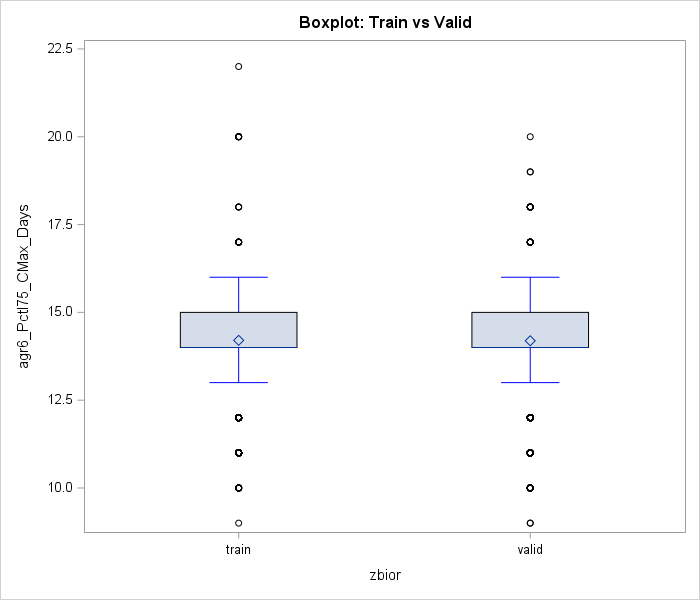 Boxplot: Train vs Valid
22.5
20.0
17.5
15.0
12.5
10.0
agr6_Pctl75_CMax_Days
train
valid
zbior